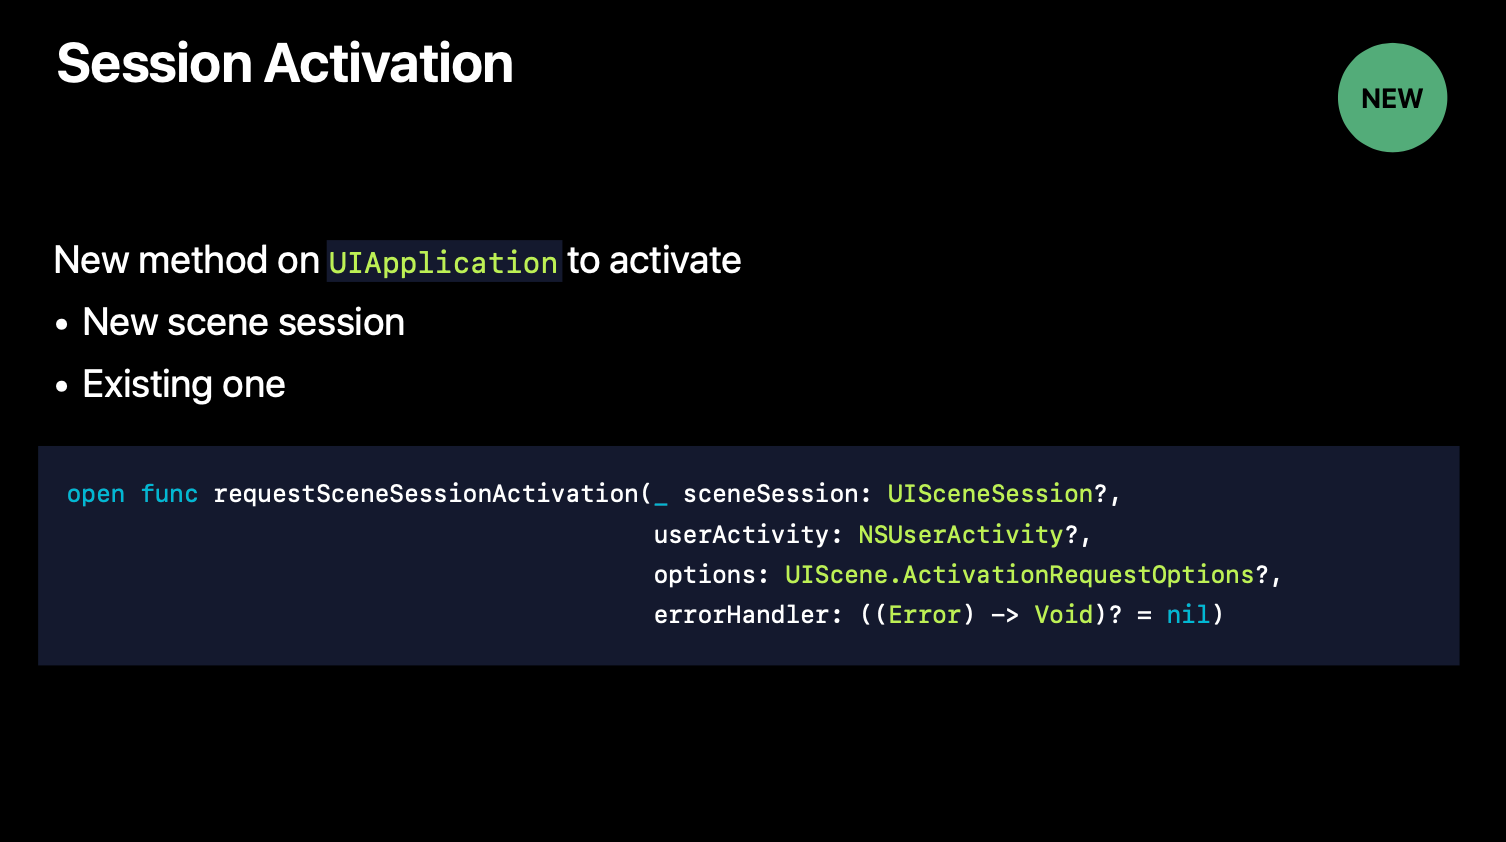 Session Activation
NEW
New method on UIApplication to activate
• New scene session
• Existing one
open func requestSceneSessionActivation(_ sceneSession: UISceneSession?,
userActivity: NSUserActivity?,
options: UIScene.ActivationRequestOptions?,
errorHandler: ((Error) -> Void)? = nil)